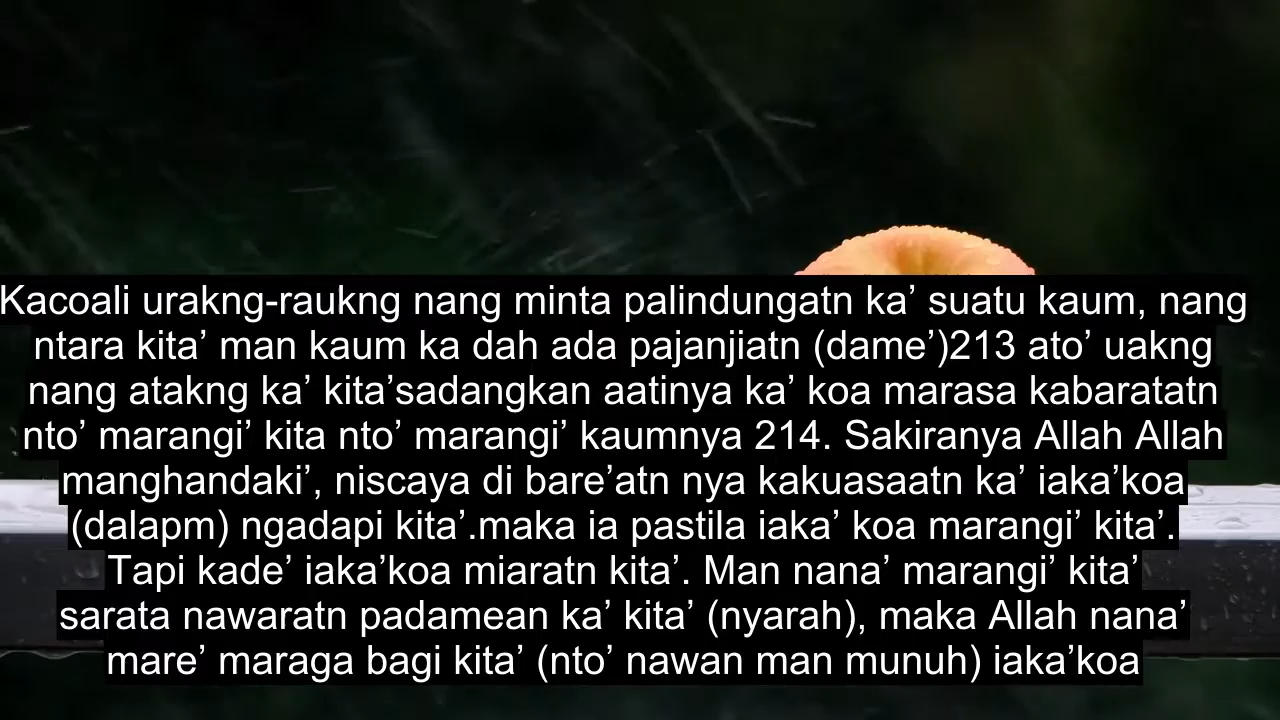 Kacoali urakng-raukng nang minta palindungatn ka’ suatu kaum, nang
ntara kita’ man kaum ka dah ada pajanjiatn (dame’)213 ato’ uakng
nang atakng ka’ kita’sadangkan aatinya ka’ koa marasa kabaratatn
nto’ marangi’ kita nto’ marangi’ kaumnya 214. Sakiranya Allah Allah
manghandaki’, niscaya di bare’atn nya kakuasaatn ka’ iaka’koa
(dalapm) ngadapi kita’.maka ia pastila iaka’ koa marangi’ kita’.
Tapi kade’ iaka’koa miaratn kita’. Man nana’ marangi’ kita’
sarata nawaratn padamean ka’ kita’ (nyarah), maka Allah nana’
mare’ maraga bagi kita’ (nto’ nawan man munuh) iaka’koa